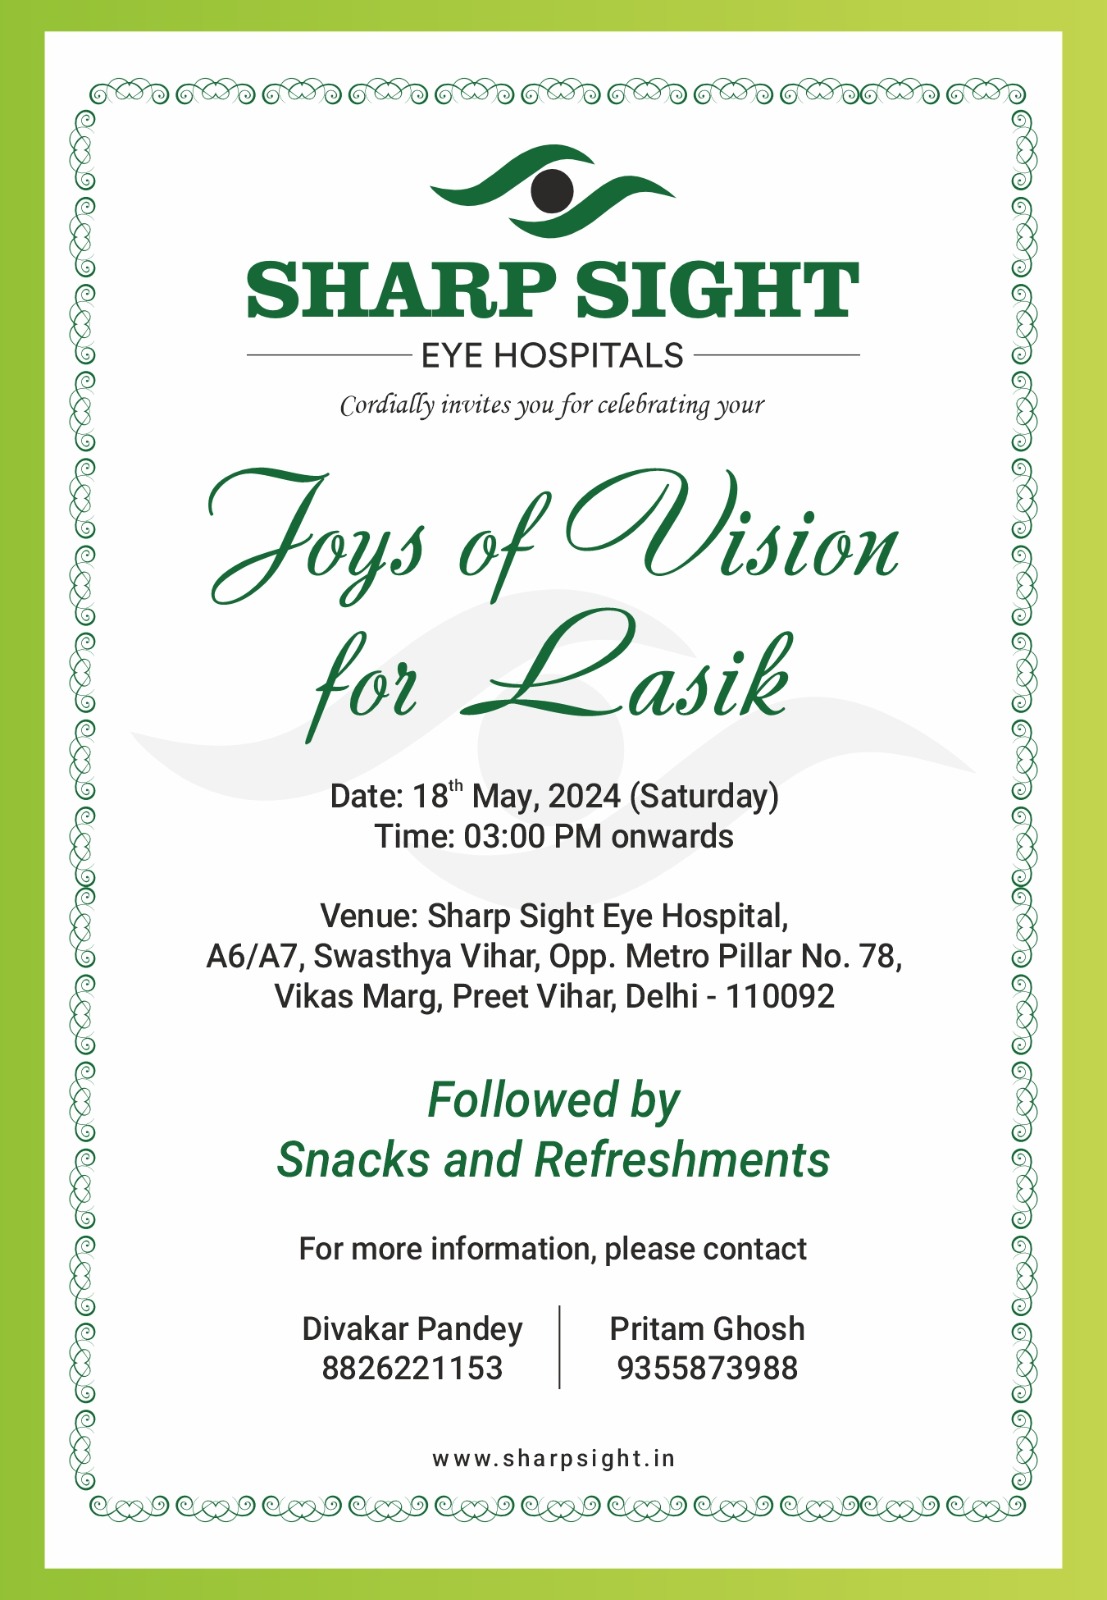 SHARP SIGHT
EYE HOSPITALS
Cordially invites you for celebrating your
Joys of Vision
for Lasik
Date: 18th May, 2024 (Saturday)
Time: 03:00 PM onwards
Venue: Sharp Sight Eye Hospital,
A6/A7, Swasthya Vihar, Opp. Metro Pillar No. 78,
Vikas Marg, Preet Vihar, Delhi - 110092
Followed by
Snacks and Refreshments
For more information, please contact
Divakar Pandey
8826221153
Pritam Ghosh
9355873988
www.sharpsight.in